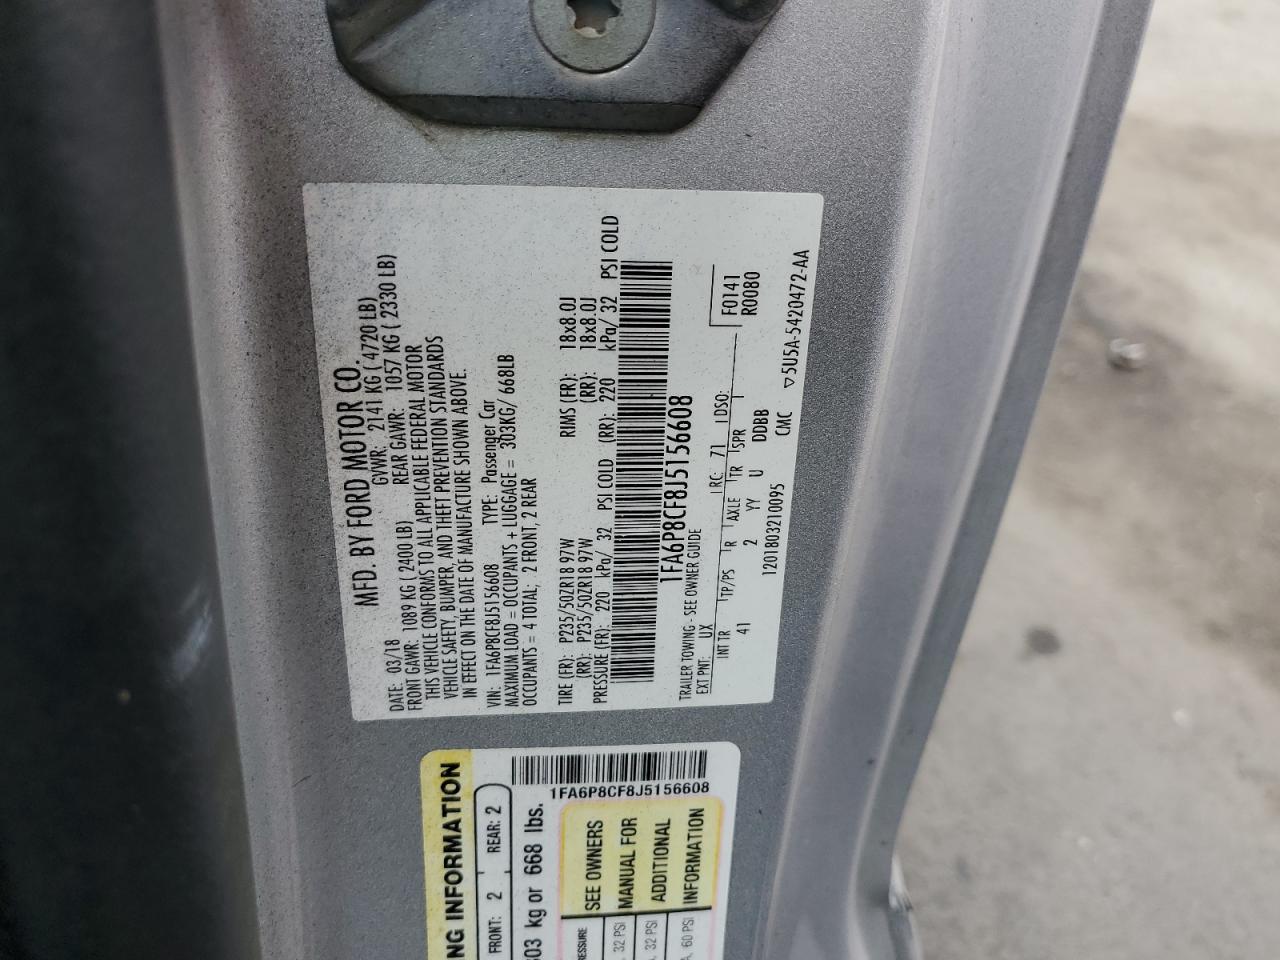 MFD. BY FORD MOTOR CO.
DATE: 03/18 GVWR: 2141 KG ( 4720 LB)
FRONT GAWR: 1089 KG ( 2400 LB) REAR GAWR: 1057 KG ( 2330 LB)
THIS VEHICLE CONFORMS TO ALL APPLICABLE FEDERAL MOTOR
VEHICLE SAFETY, BUMPER, AND THEFT PREVENTION STANDARDS
IN EFFECT ON THE DATE OF MANUFACTURE SHOWN ABOVE.
VIN: 1FA6P8CF8J5156608 TYPE: Passenger Car
MAXIMUM LOAD = OCCUPANTS + LUGGAGE = 303KG/ 668LB
OCCUPANTS = 4 TOTAL; 2 FRONT, 2 REAR
TIRE (FR): P235/50ZR18 97W RIMS (FR): 18x8.0J
(RR): P235/50ZR18 97W (RR): 18x8.0J
PRESSURE (FR): 220 kPa/ 32 PSI COLD (RR): 220 kPa/ 32 PSI COLD
1FA6P8CF8J5156608
TRAILER TOWING - SEE OWNER GUIDE
EXT PNT: UX RC: 71 DSO: F0141
INT TR TP/PS R AXLE TR SPR R0080
41 2 YY U DDBB
1201803210095 CMC ▽5U5A-5420472-AA
1FA6P8CF8J5156608
NG INFORMATION
FRONT: 2 REAR: 2
303 kg or 668 lbs.
SEE OWNERS
MANUAL FOR
ADDITIONAL
INFORMATION
32 PSI
32 PSI
60 PSI